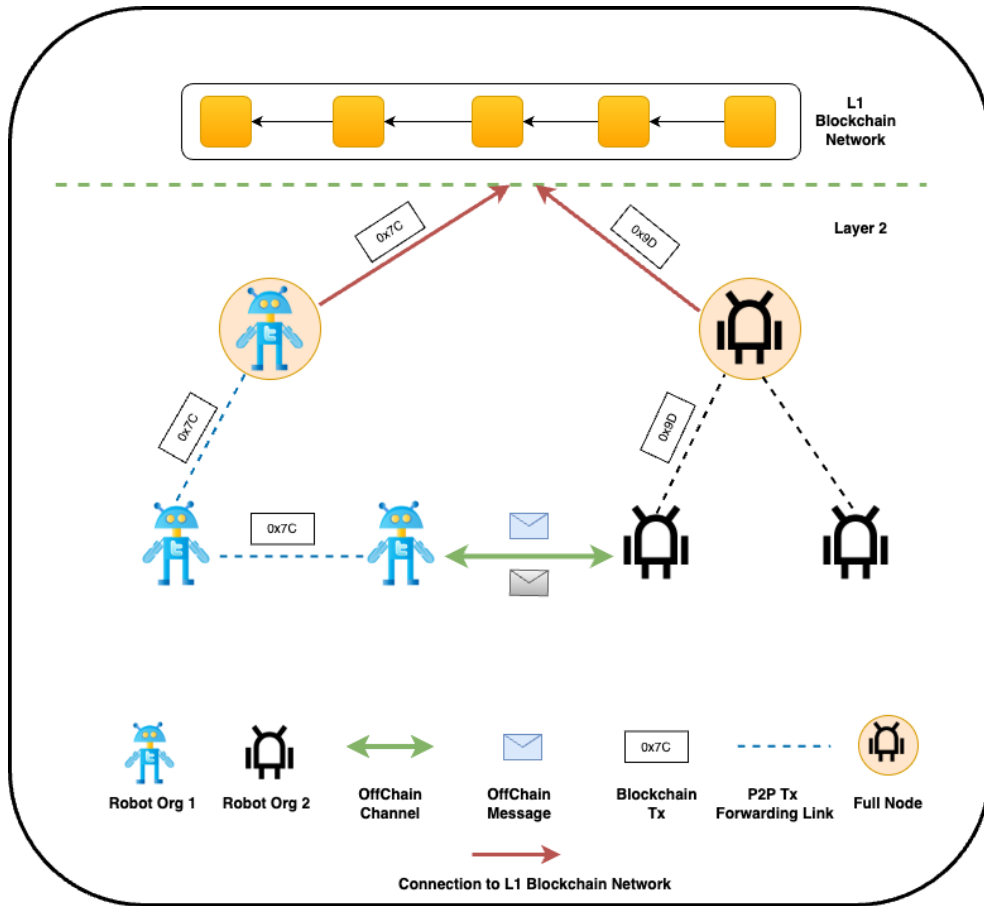 L1
Blockchain
Network
Layer 2
0x7C
0x9D
0x7C
0x9D
0x7C
Robot Org 1
Robot Org 2
OffChain
Channel
OffChain
Message
0x7C
Blockchain
Tx
P2P Tx
Forwarding Link
Full Node
Connection to L1 Blockchain Network